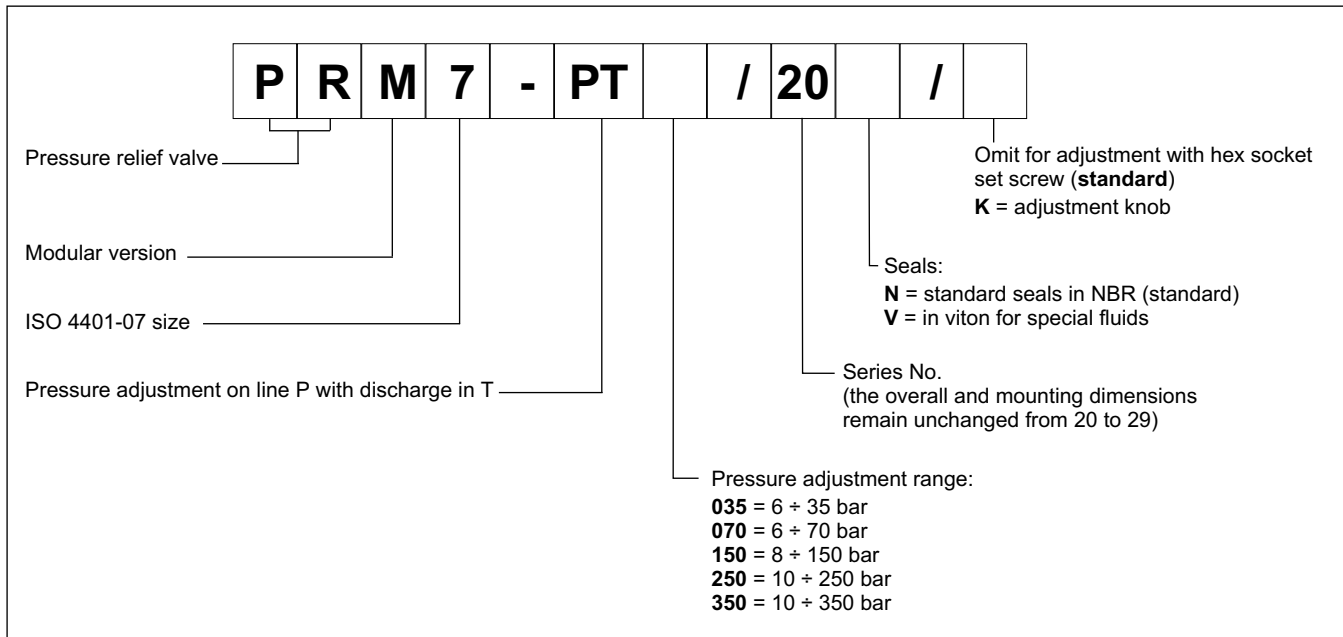 P R M 7 - PT / 20 /
Pressure relief valve
Modular version
ISO 4401-07 size
Pressure adjustment on line P with discharge in T
Omit for adjustment with hex socket
set screw (standard)
K = adjustment knob
Seals:
N = standard seals in NBR (standard)
V = in viton for special fluids
Series No.
(the overall and mounting dimensions
remain unchanged from 20 to 29)
Pressure adjustment range:
035 = 6 ÷ 35 bar
070 = 6 ÷ 70 bar
150 = 8 ÷ 150 bar
250 = 10 ÷ 250 bar
350 = 10 ÷ 350 bar